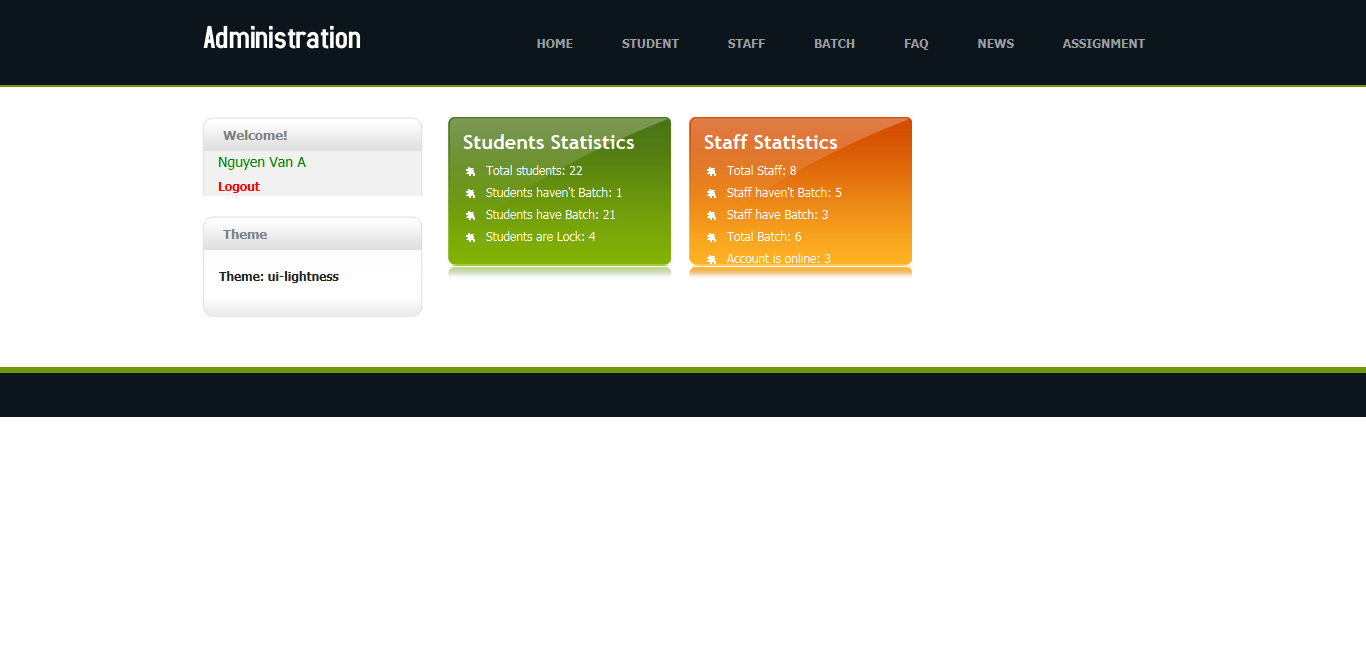 Administration
HOME STUDENT STAFF BATCH FAQ NEWS ASSIGNMENT
Welcome!
Nguyen Van A
Logout
Theme
Theme: ui-lightness
Students Statistics
Total students: 22
Students haven't Batch: 1
Students have Batch: 21
Students are Lock: 4
Staff Statistics
Total Staff: 8
Staff haven't Batch: 5
Staff have Batch: 3
Total Batch: 6
Account is online: 3